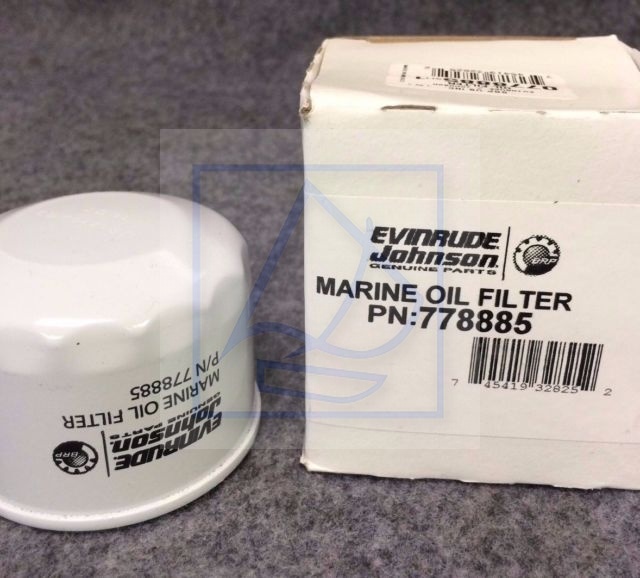 0778885
EVINRUDE
Johnson
GENUINE PARTS
BRP
MARINE OIL FILTER
PN:778885
7 45419 32825 2
EVINRUDE
Johnson
GENUINE PARTS
BRP
MARINE OIL FILTER
P/N 778885